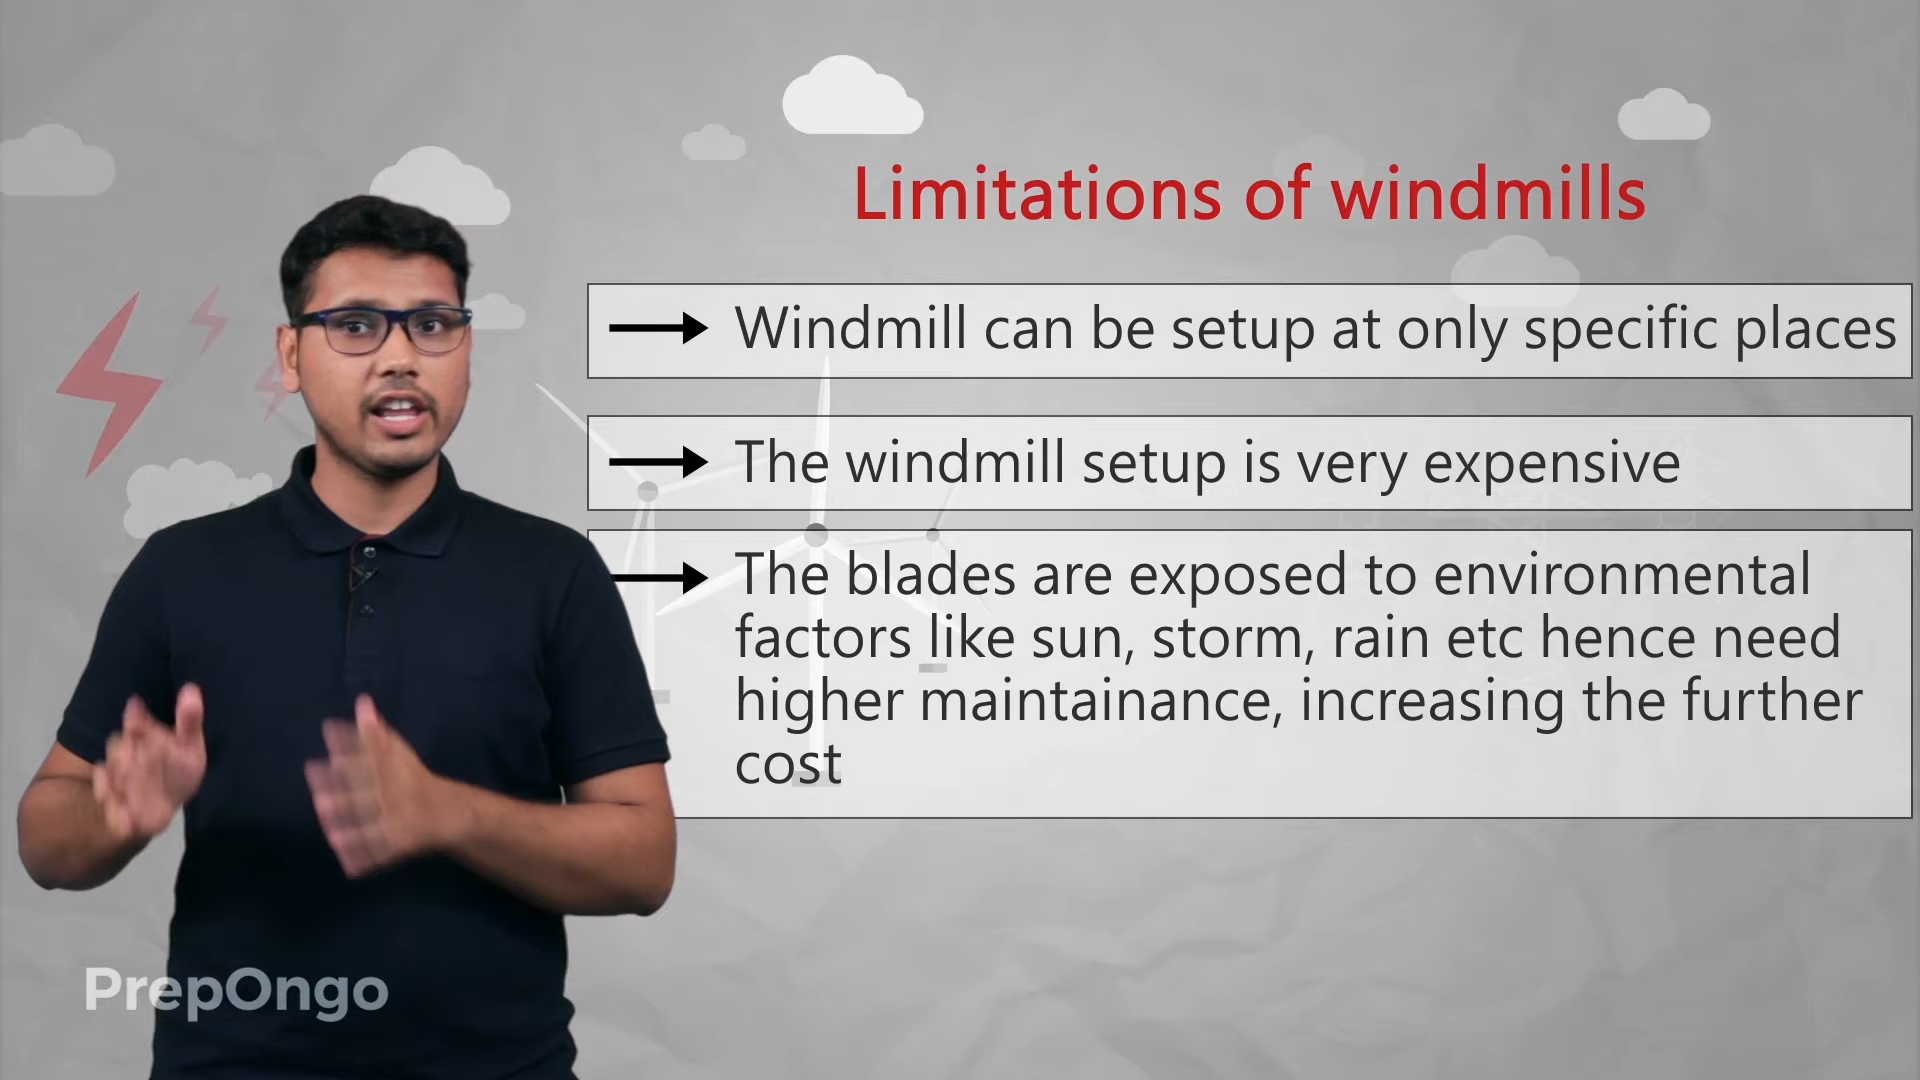 Limitations of windmills
Windmill can be setup at only specific places
The windmill setup is very expensive
The blades are exposed to environmental
factors like sun, storm, rain etc hence need
higher maintainance, increasing the further
cost
PrepOngo